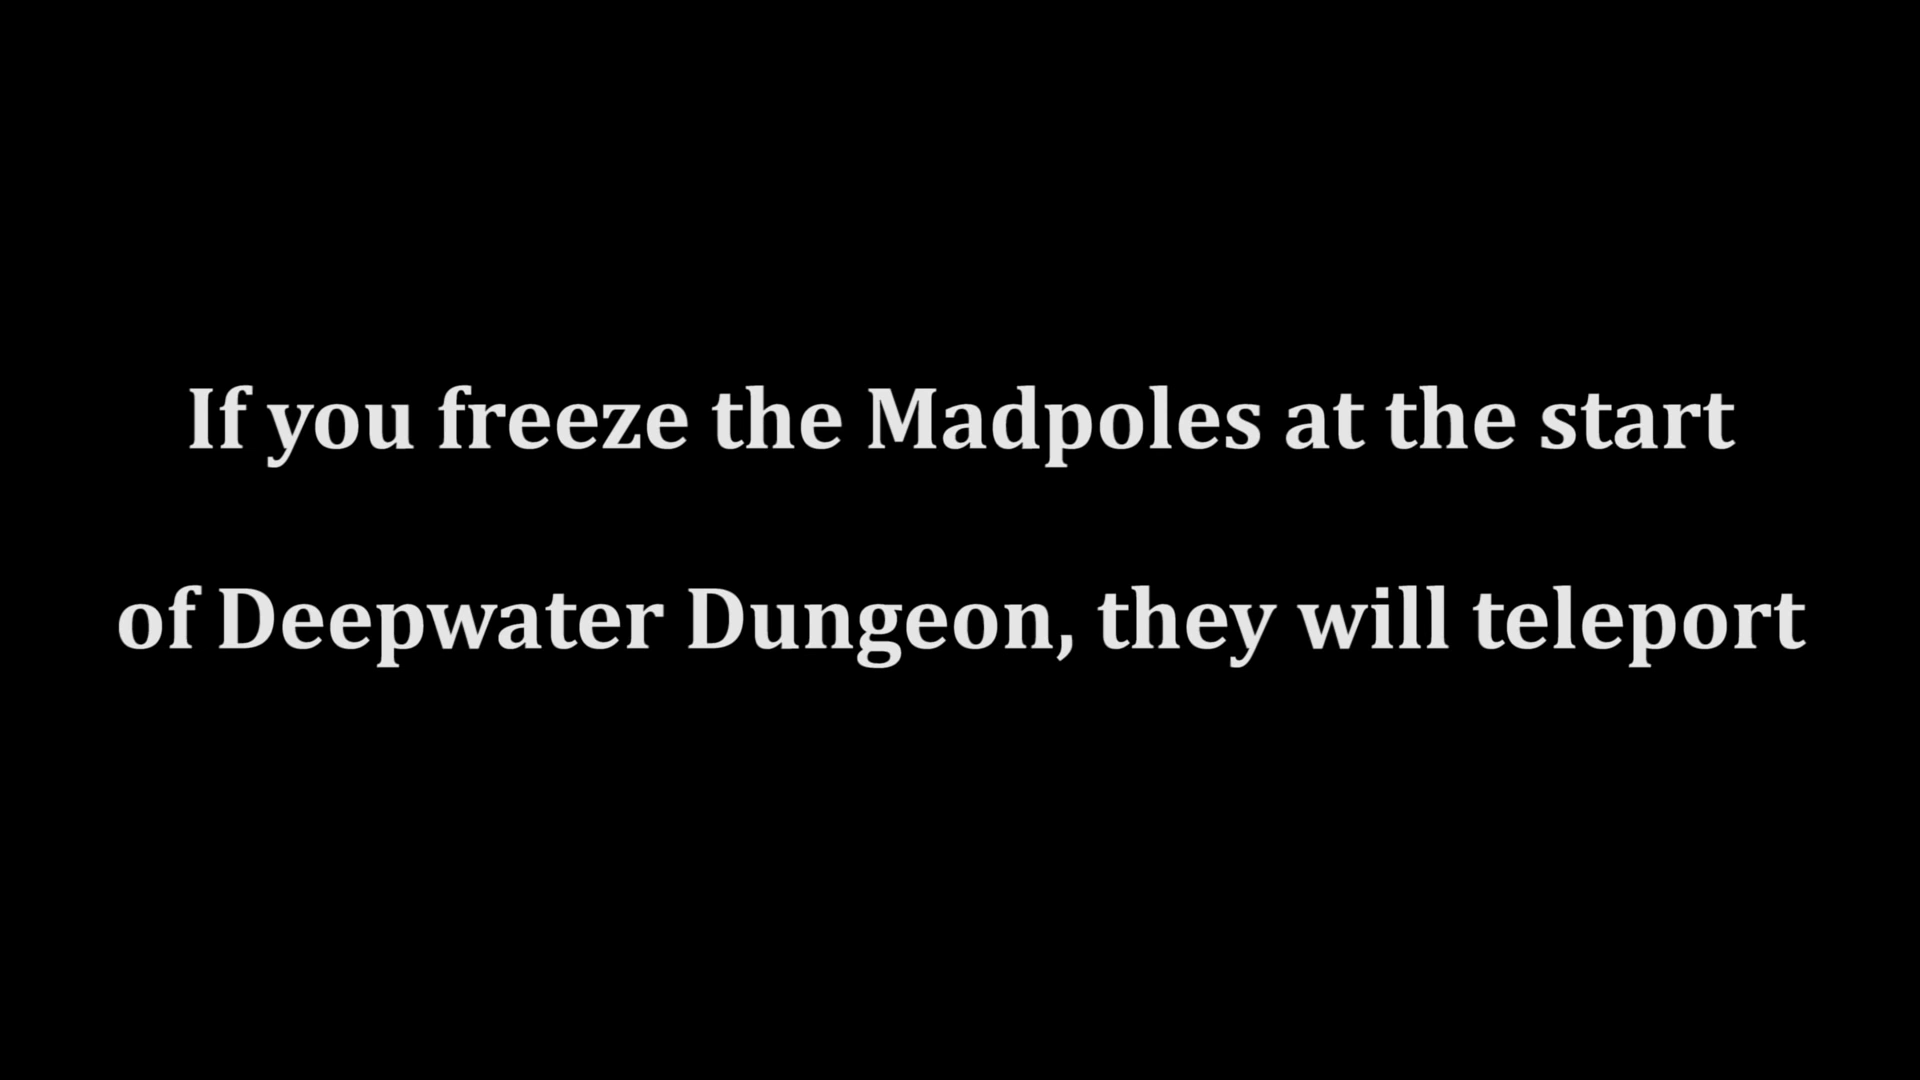 If you freeze the Madpoles at the start
of Deepwater Dungeon, they will teleport